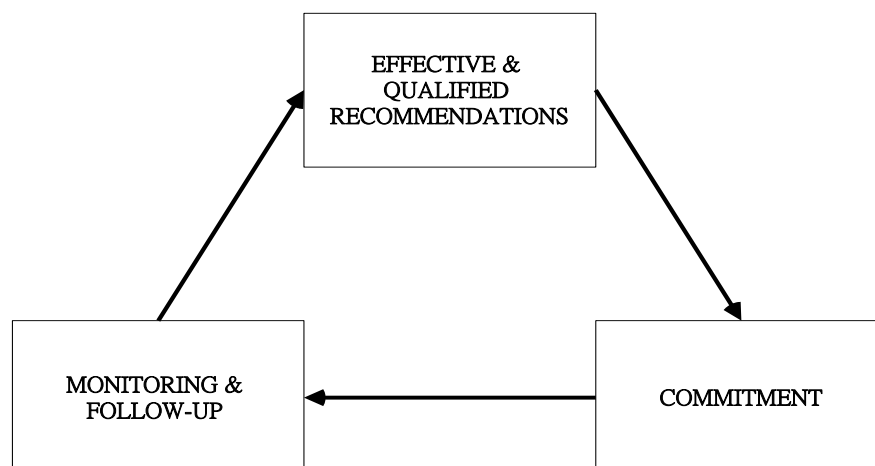 EFFECTIVE &
QUALIFIED
RECOMMENDATIONS
MONITORING &
FOLLOW-UP
COMMITMENT